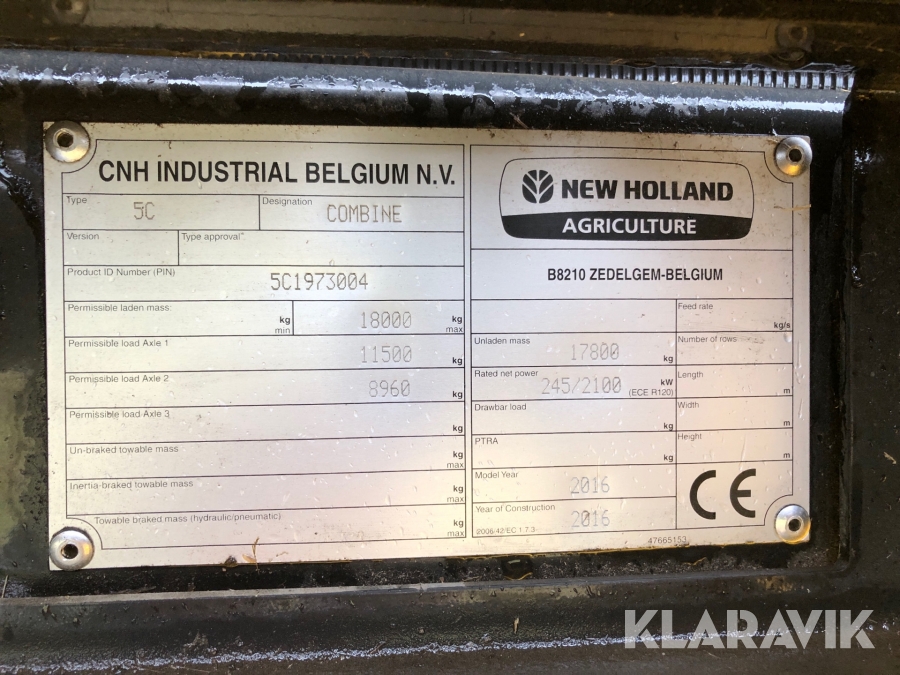 CNH INDUSTRIAL BELGIUM N.V.
Type 5C
Designation COMBINE
Version
Type approval*
Product ID Number (PIN) 5C1973004
Permissible laden mass: kg min 18000 kg max
Permissible load Axle 1 11500 kg
Permissible load Axle 2 8960 kg
Permissible load Axle 3 kg
Un-braked towable mass kg max
Inertia-braked towable mass kg max
Towable braked mass (hydraulic/pneumatic) kg max
NEW HOLLAND
AGRICULTURE
B8210 ZEDELGEM-BELGIUM
Feed rate kg/s
Unladen mass 17800 kg
Number of rows
Rated net power 245/2100 kW (ECE R120)
Length m
Drawbar load kg
Width m
PTRA kg
Height m
Model Year 2016
Year of Construction 2016
2006/42/EC 1.7.3
CE
47665153
KLARAVIK